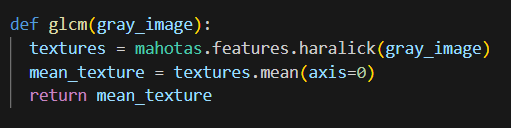 def glcm(gray_image):
  textures = mahotas.features.haralick(gray_image)
  mean_texture = textures.mean(axis=0)
  return mean_texture